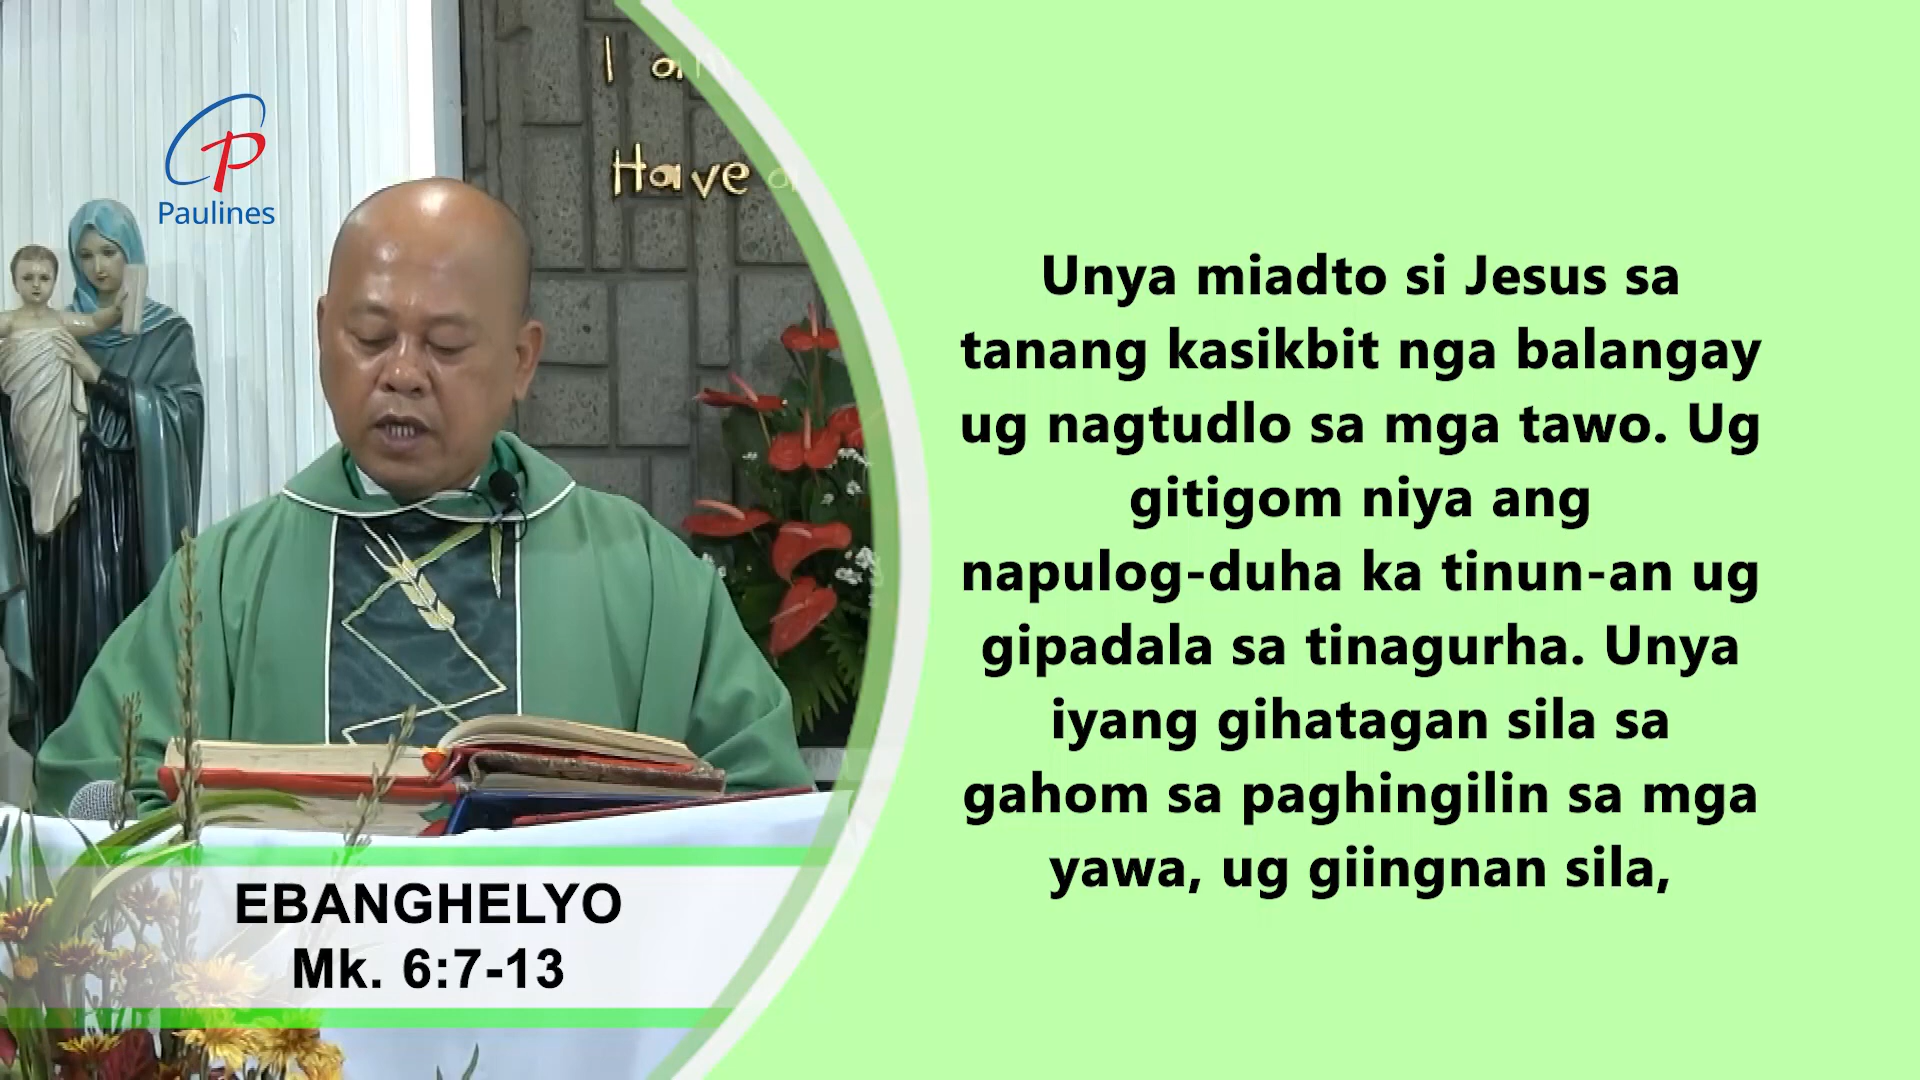 Paulines
I am
Have
EBANGHELYO
Mk. 6:7-13
Unya miadto si Jesus sa
tanang kasikbit nga balangay
ug nagtudlo sa mga tawo. Ug
gitigom niya ang
napulog-duha ka tinun-an ug
gipadala sa tinagurha. Unya
iyang gihatagan sila sa
gahom sa paghingilin sa mga
yawa, ug giingnan sila,